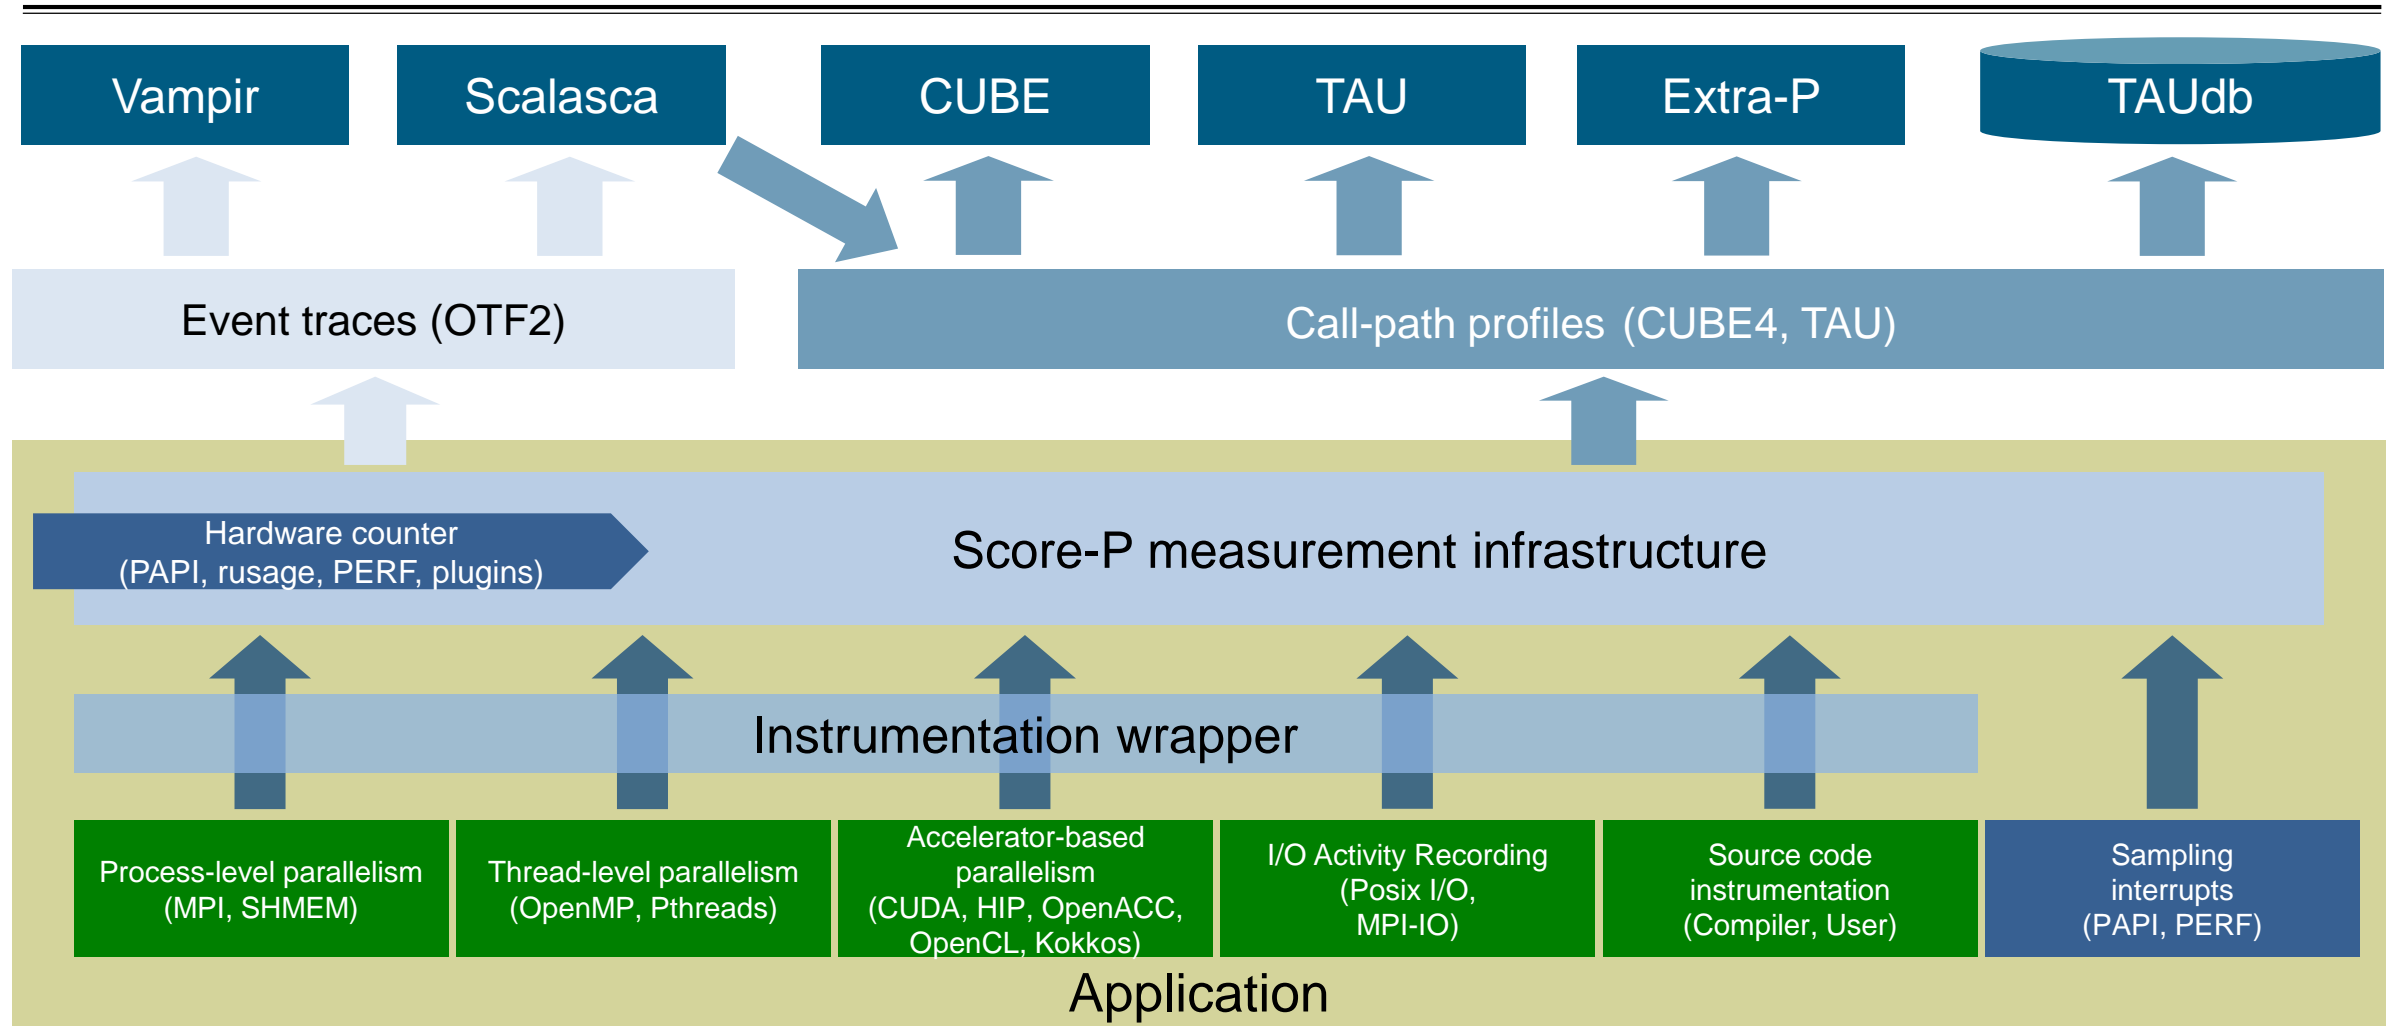 Vampir
Scalasca
CUBE
TAU
Extra-P
TAUdb
Event traces (OTF2)
Call-path profiles (CUBE4, TAU)
Hardware counter
(PAPI, rusage, PERF, plugins)
Score-P measurement infrastructure
Instrumentation wrapper
Process-level parallelism
(MPI, SHMEM)
Thread-level parallelism
(OpenMP, Pthreads)
Accelerator-based
parallelism
(CUDA, HIP, OpenACC,
OpenCL, Kokkos)
I/O Activity Recording
(Posix I/O,
MPI-IO)
Source code
instrumentation
(Compiler, User)
Sampling
interrupts
(PAPI, PERF)
Application